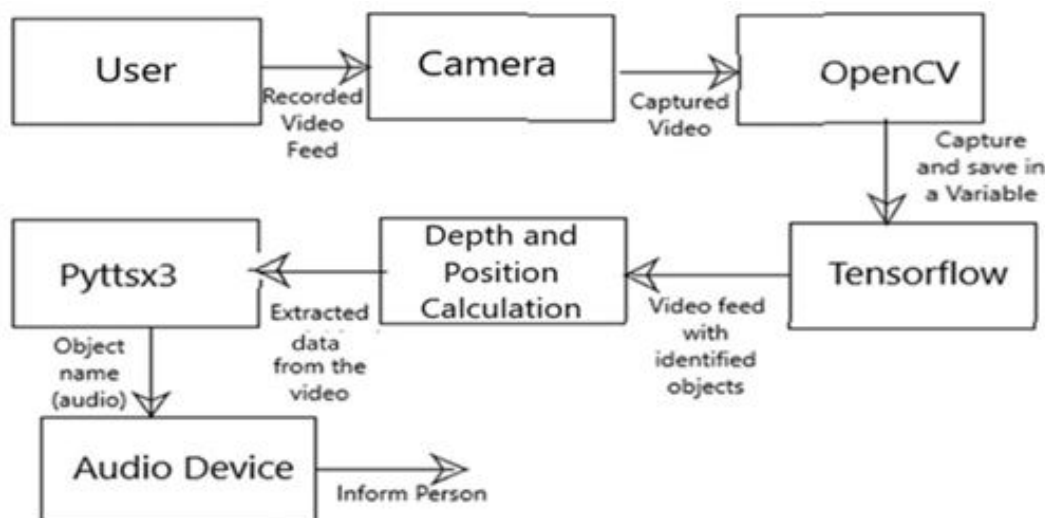 User
Recorded
Video
Feed
Camera
Captured
Video
OpenCV
Capture
and save in
a Variable
Tensorflow
Video feed
with
identified
objects
Depth and
Position
Calculation
Extracted
data
from the
video
Pyttsx3
Object
name
(audio)
Audio Device
Inform Person